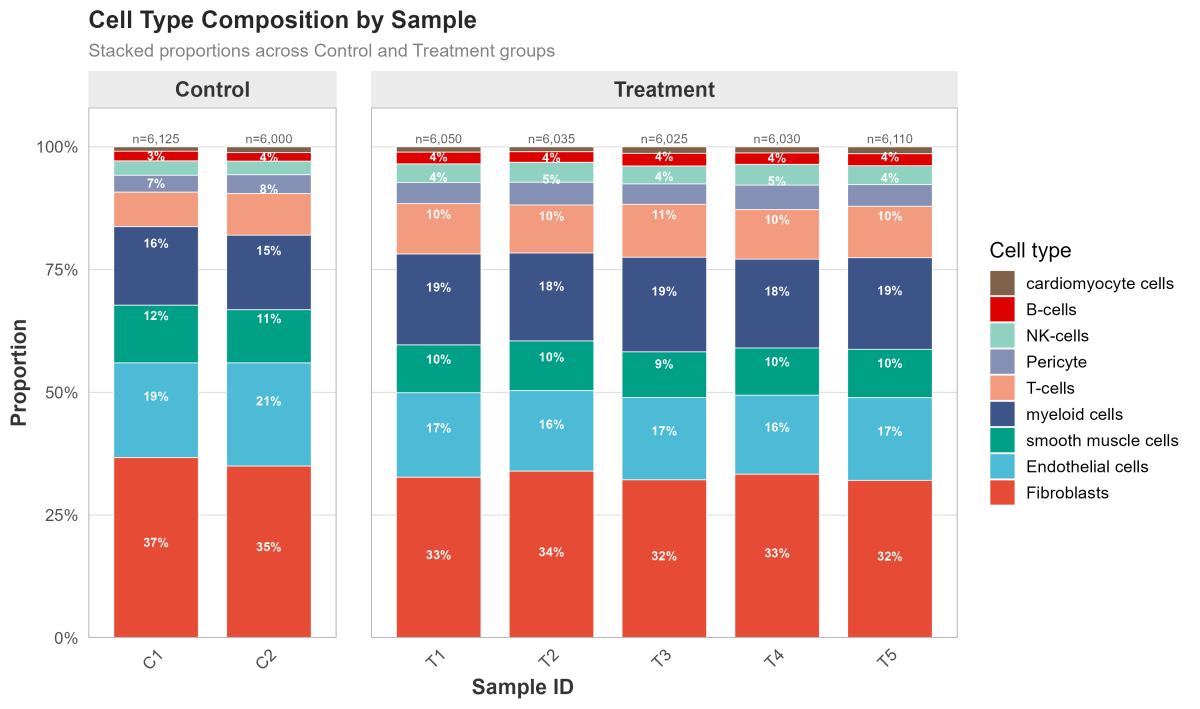 Cell Type Composition by Sample
Stacked proportions across Control and Treatment groups
Control
Treatment
n=6,125
n=6,000
n=6,050
n=6,035
n=6,025
n=6,030
n=6,110
100%
75%
50%
25%
0%
Proportion
3%
7%
16%
12%
19%
37%
4%
8%
15%
11%
21%
35%
4%
4%
10%
19%
10%
17%
33%
4%
5%
10%
18%
10%
16%
34%
4%
4%
11%
19%
9%
17%
32%
4%
5%
10%
18%
10%
16%
33%
4%
4%
10%
19%
10%
17%
32%
C1
C2
T1
T2
T3
T4
T5
Sample ID
Cell type
cardiomyocyte cells
B-cells
NK-cells
Pericyte
T-cells
myeloid cells
smooth muscle cells
Endothelial cells
Fibroblasts